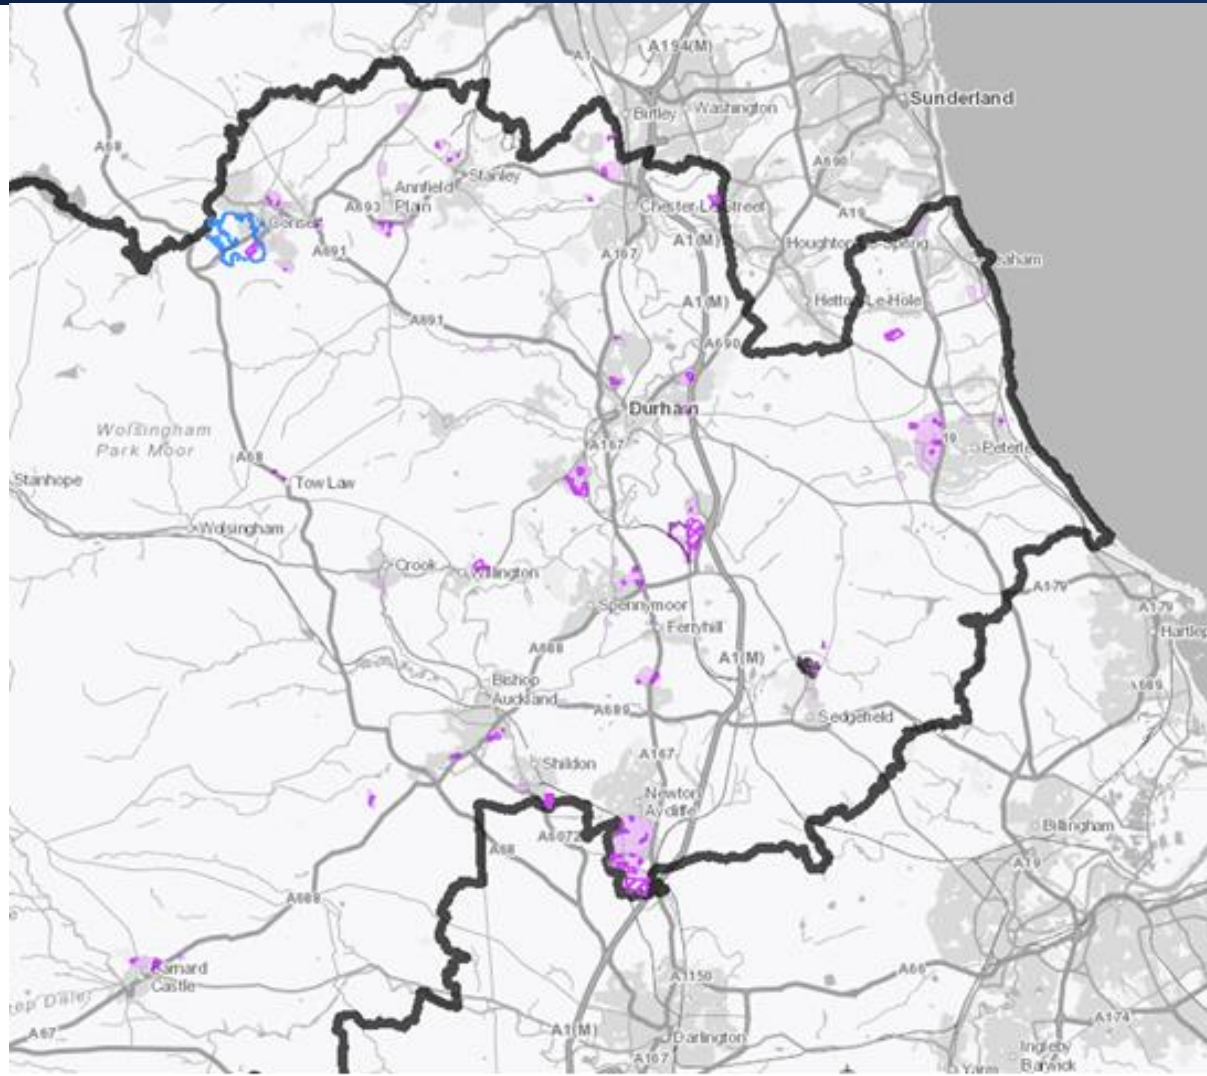 A194(M)
A1
Sunderland
Birtley
Washington
A68
A690
Stanley
Annfield
Plain
A693
Chester-Le-Street
A19
A1(M)
Houghton-Le-Spring
A691
A167
A1(M)
Hetton-Le-Hole
A691
A690
Durham
Wolsingham
Park Moor
A167
19
A68
Stanhope
Tow Law
Wolsingham
Crook
Willington
A179
Spennymoor
A179
Ferryhill
A688
A1(M)
Bishop
Auckland
A689
A689
Sedgefield
A167
Shildon
Newton
Aycliffe
Billingham
A6072
A68
A19
A688
Barnard
Castle
A1150
A66
A67
A1(M)
A174
Darlington
A167
Ingleby
Barwick
Yarm